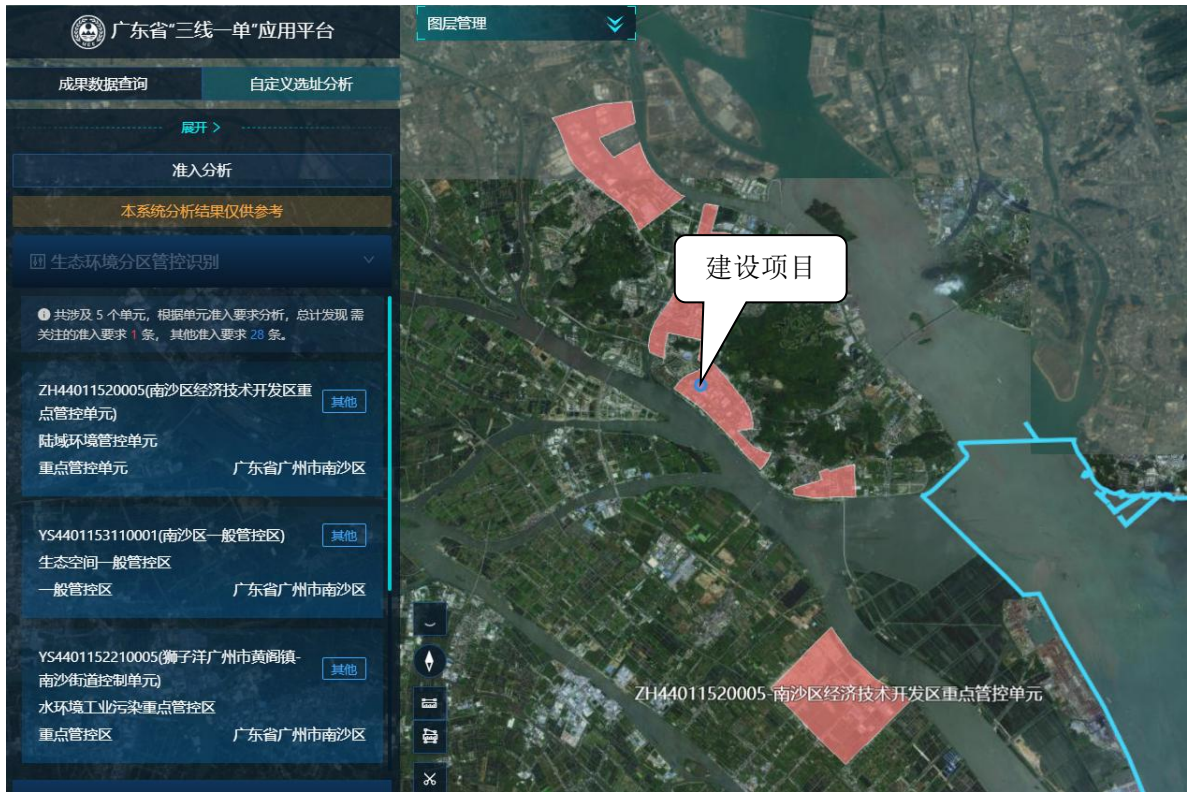 广东省“三线一单”应用平台
成果数据查询
自定义选址分析
展开 >
准入分析
本系统分析结果仅供参考
生态环境分区管控识别
共涉及 5 个单元，根据单元准入要求分析，总计发现 需
关注的准入要求 1 条， 其他准入要求 28 条。
ZH44011520005(南沙区经济技术开发区重
点管控单元)
其他
陆域环境管控单元
重点管控单元
广东省广州市南沙区
YS4401153110001(南沙区一般管控区)
其他
生态空间一般管控区
一般管控区
广东省广州市南沙区
YS4401152210005(狮子洋广州市黄阁镇-
南沙街道控制单元)
其他
水环境工业污染重点管控区
重点管控区
广东省广州市南沙区
图层管理
建设项目
ZH44011520005-南沙区经济技术开发区重点管控单元